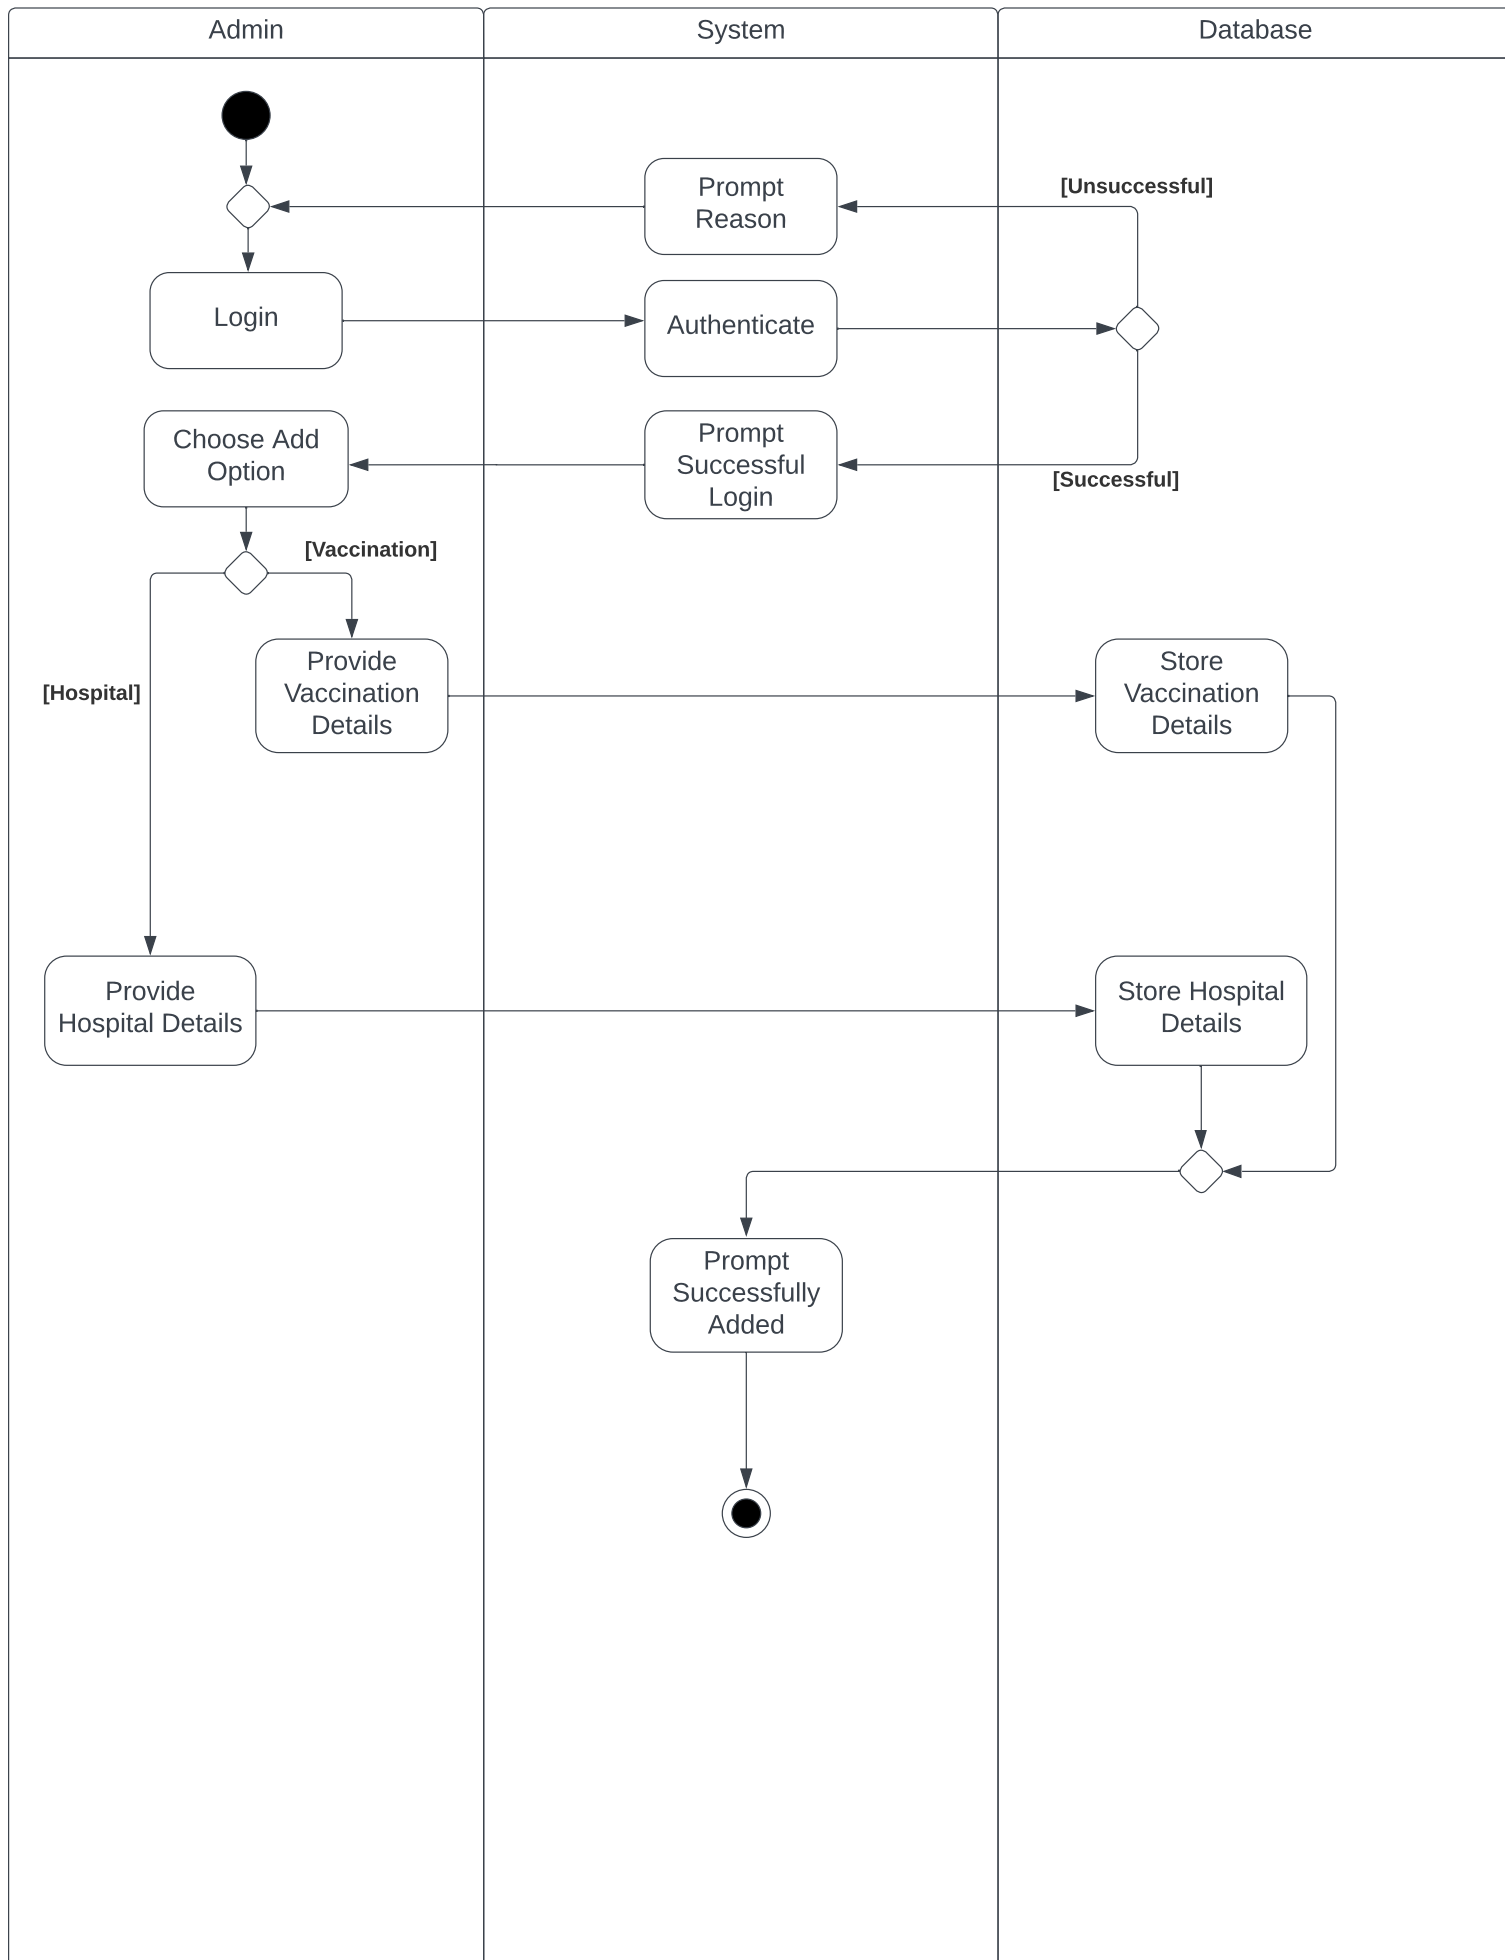 Admin
System
Database
Prompt
Reason
[Unsuccessful]
Login
Authenticate
Choose Add
Option
Prompt
Successful
Login
[Successful]
[Vaccination]
[Hospital]
Provide
Vaccination
Details
Store
Vaccination
Details
Provide
Hospital Details
Store Hospital
Details
Prompt
Successfully
Added